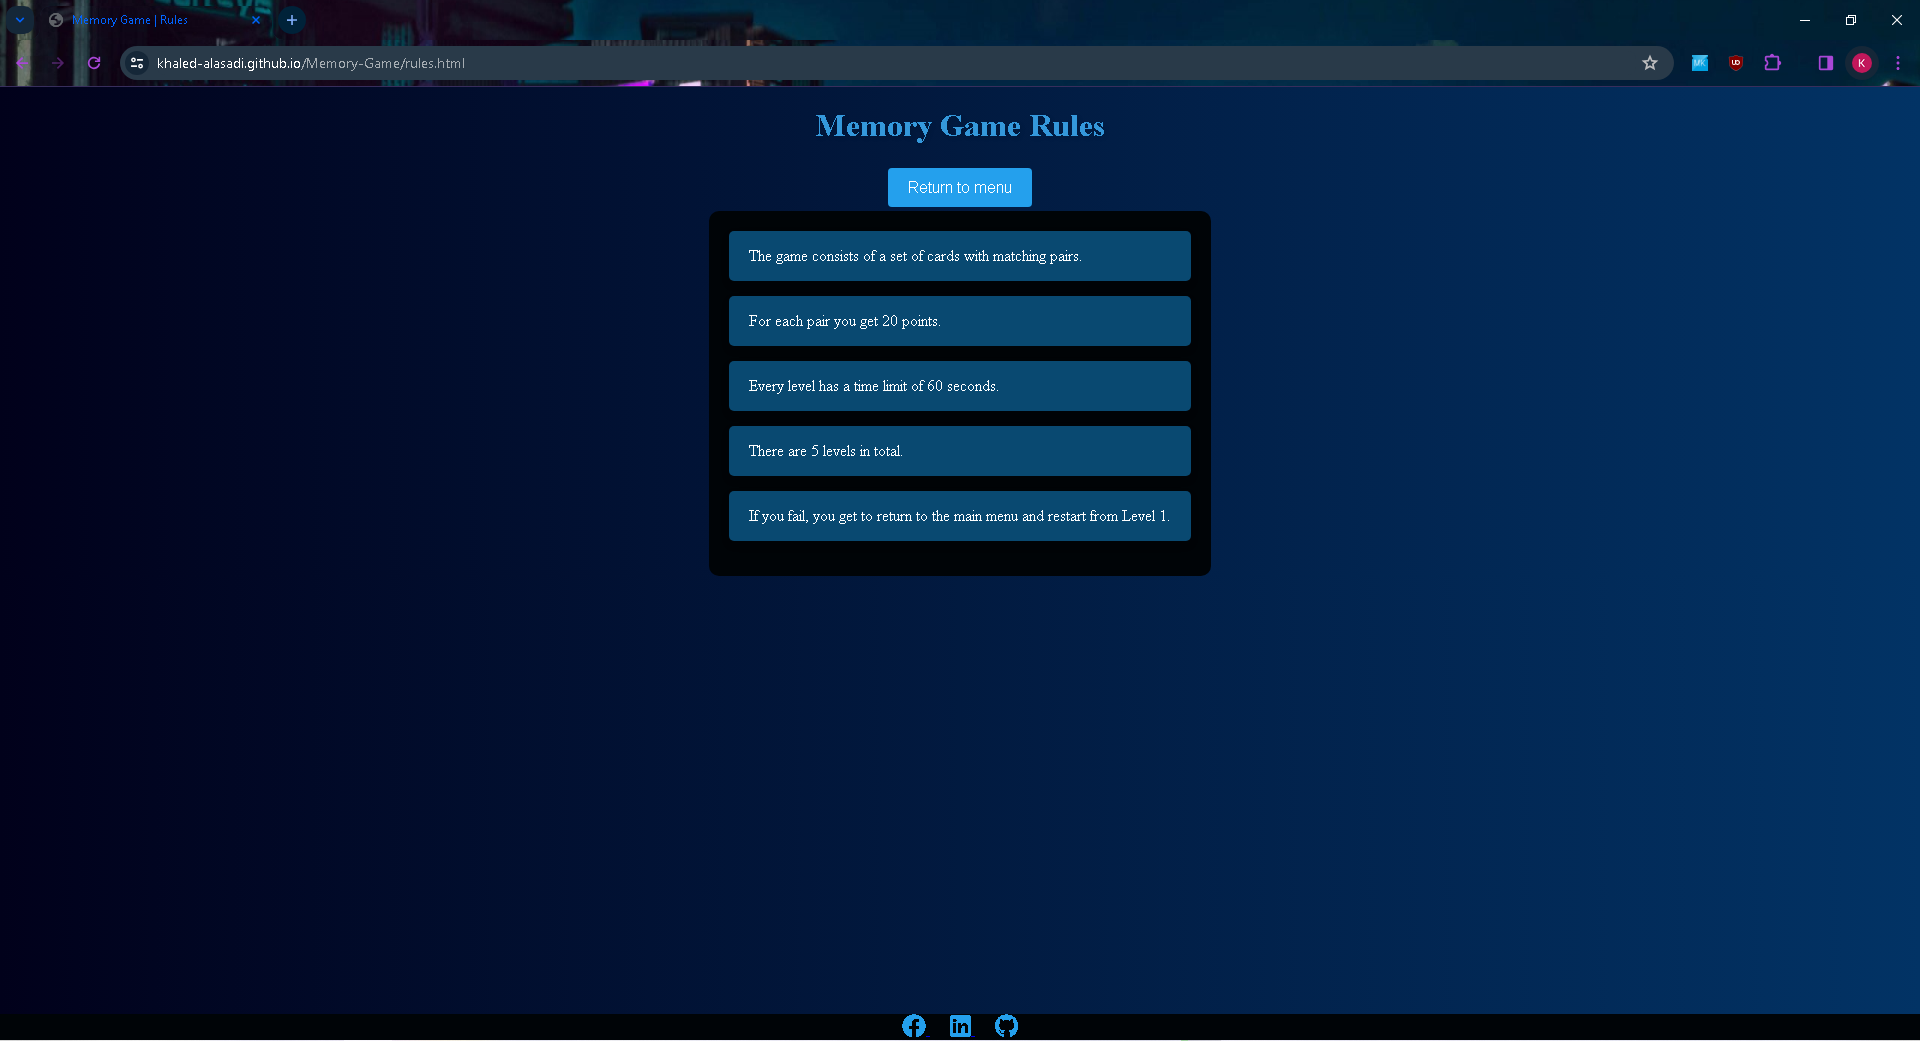 Memory Game | Rules
khaled-alasadi.github.io/Memory-Game/rules.html
MK
UO
K
Memory Game Rules
Return to menu
The game consists of a set of cards with matching pairs.
For each pair you get 20 points.
Every level has a time limit of 60 seconds.
There are 5 levels in total.
If you fail, you get to return to the main menu and restart from Level 1.
in